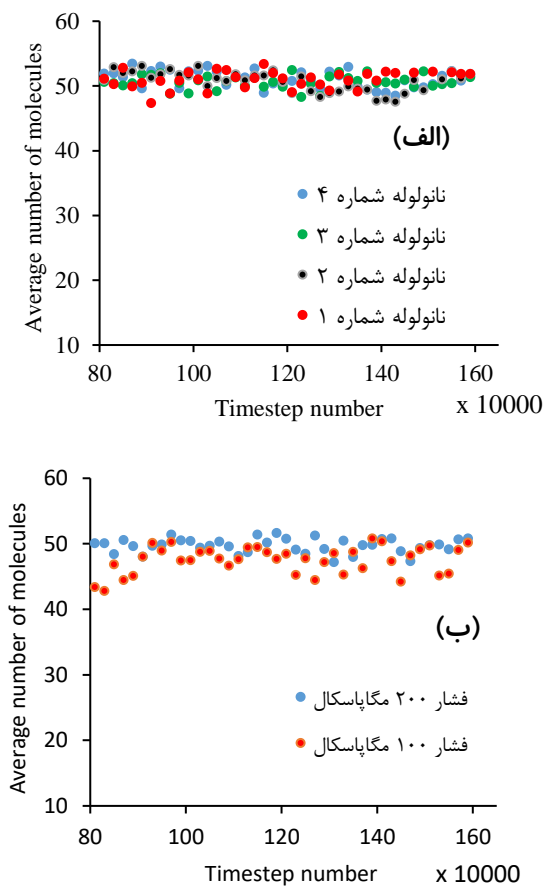 Average number of molecules
60
50
40
30
20
10
(الف)
نانولوله شماره ۴
نانولوله شماره ۳
نانولوله شماره ۲
نانولوله شماره ۱
80 100 120 140 160
Timestep number x 10000
Average number of molecules
60
50
40
30
20
10
(ب)
فشار ۲۰۰ مگاپاسکال
فشار ۱۰۰ مگاپاسکال
80 100 120 140 160
Timestep number x 10000